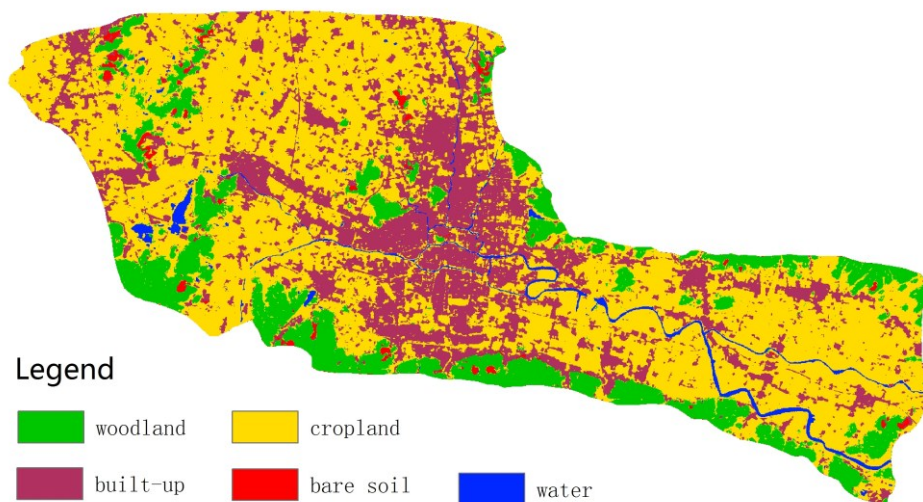 Legend
woodland
cropland
built-up
bare soil
water